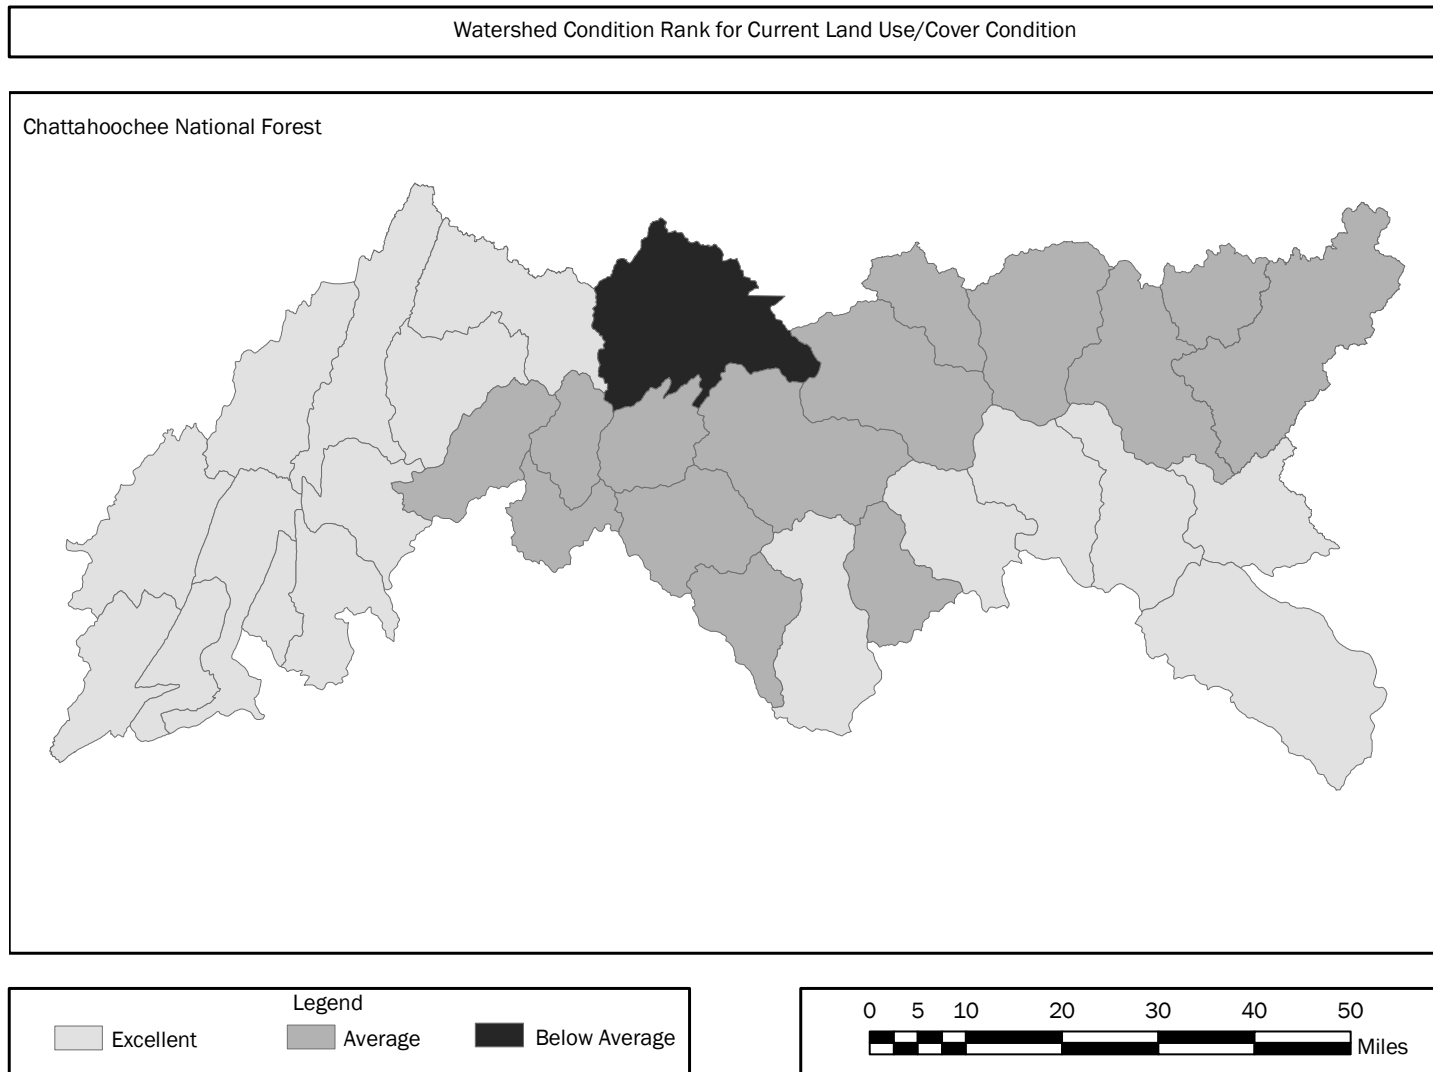 Watershed Condition Rank for Current Land Use/Cover Condition
Chattahoochee National Forest
Legend
Excellent
Average
Below Average
0 5 10 20 30 40 50
Miles